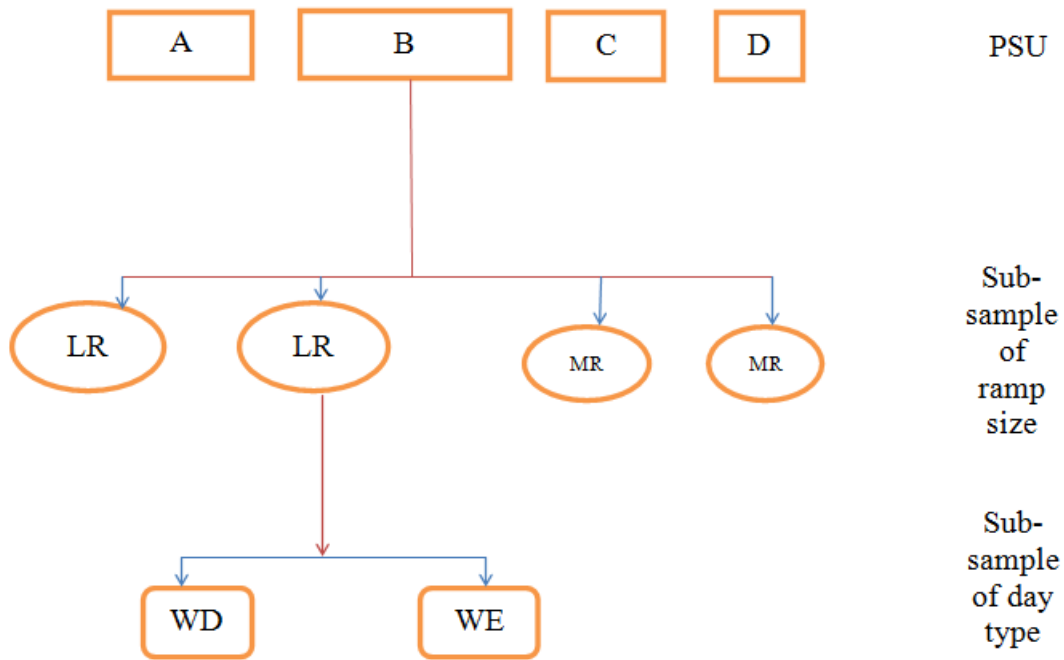 A B C D PSU
LR LR MR MR
Sub-
sample
of
ramp
size
WD WE
Sub-
sample
of day
type